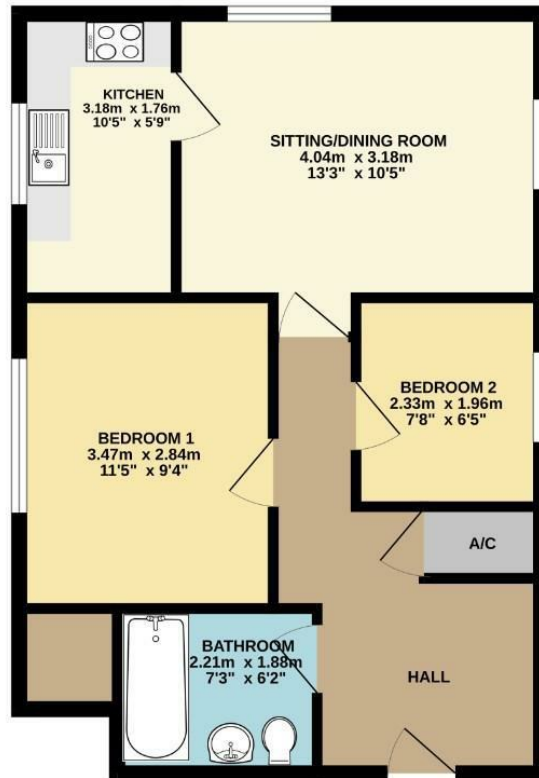 KITCHEN
3.18m x 1.76m
10'5" x 5'9"
SITTING/DINING ROOM
4.04m x 3.18m
13'3" x 10'5"
BEDROOM 1
3.47m x 2.84m
11'5" x 9'4"
BEDROOM 2
2.33m x 1.96m
7'8" x 6'5"
A/C
BATHROOM
2.21m x 1.88m
7'3" x 6'2"
HALL